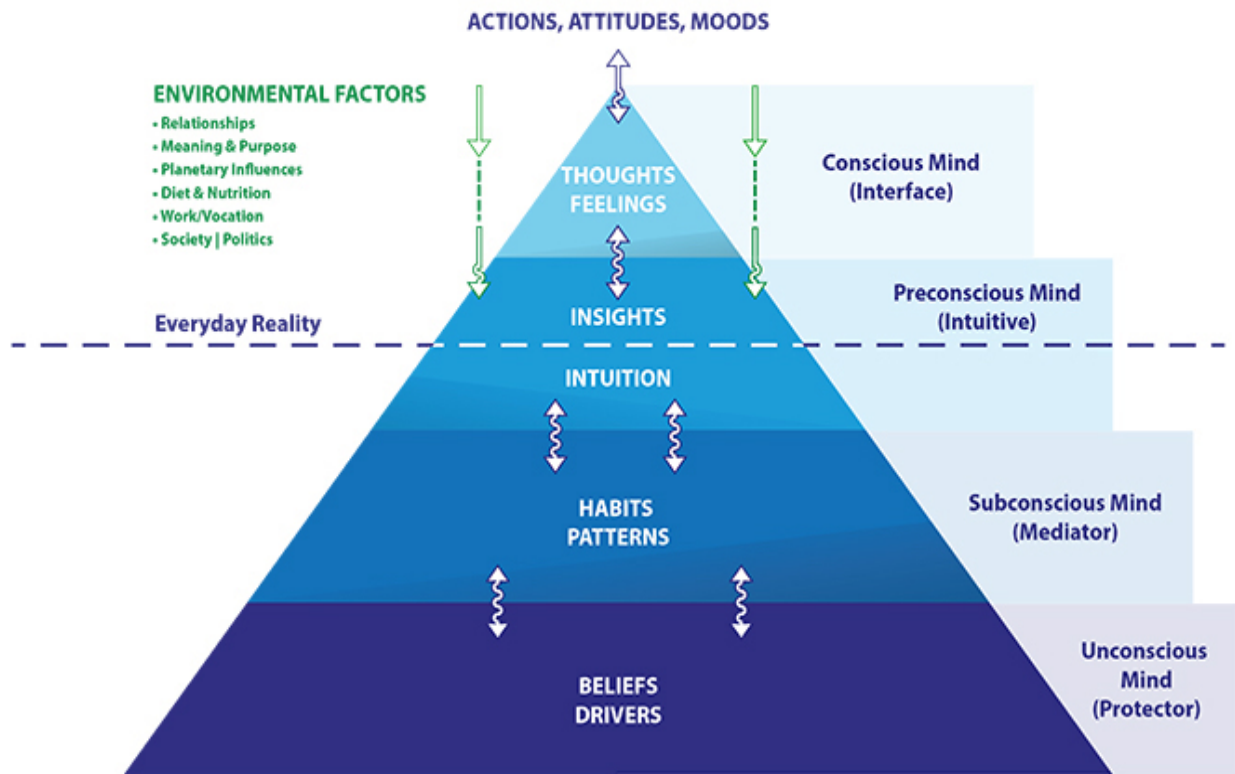 ACTIONS, ATTITUDES, MOODS
ENVIRONMENTAL FACTORS
• Relationships
• Meaning & Purpose
• Planetary Influences
• Diet & Nutrition
• Work/Vocation
• Society | Politics
THOUGHTS
FEELINGS
Conscious Mind
(Interface)
INSIGHTS
Preconscious Mind
(Intuitive)
Everyday Reality
INTUITION
HABITS
PATTERNS
Subconscious Mind
(Mediator)
BELIEFS
DRIVERS
Unconscious
Mind
(Protector)